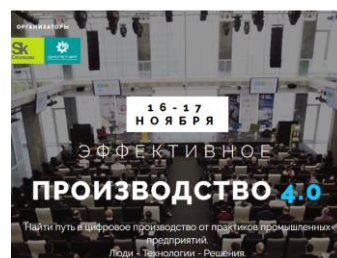 ОРГАНИЗАТОРЫ
Sk
16-17
НОЯБРЯ
ЭФФЕКТИВНОЕ
ПРОИЗВОДСТВО 4.0
Найти путь в цифровое производство от практиков промышленных
предприятий.
Люди - Технологии - Решения.